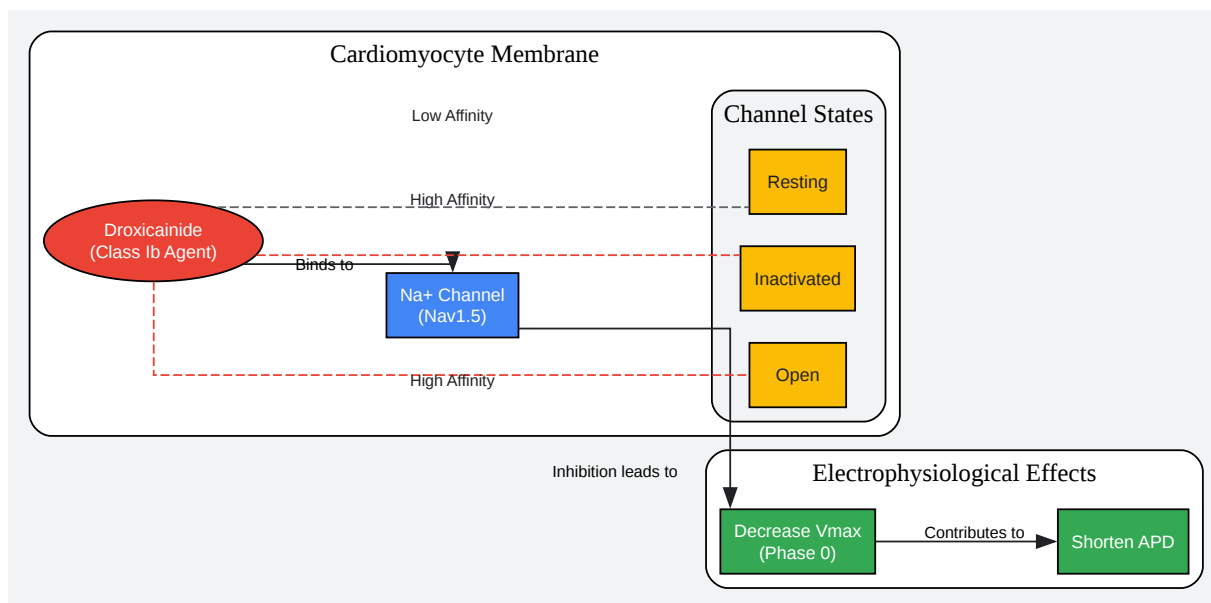 Cardiomyocyte Membrane
Low Affinity
Channel States
Resting
High Affinity
Droxicainide
(Class Ib Agent)
Binds to
Inactivated
Na+ Channel
(Nav1.5)
High Affinity
Open
Inhibition leads to
Electrophysiological Effects
Decrease Vmax
(Phase 0)
Contributes to
Shorten APD